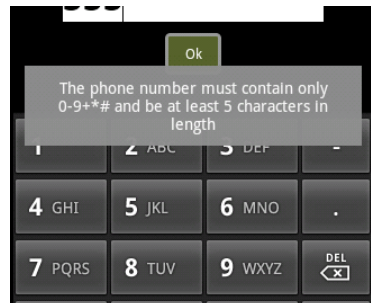 555
Ok
The phone number must contain only
0-9+*# and be at least 5 characters in
length
1 2 ABC 3 DEF -
4 GHI 5 JKL 6 MNO .
7 PQRS 8 TUV 9 WXYZ DEL